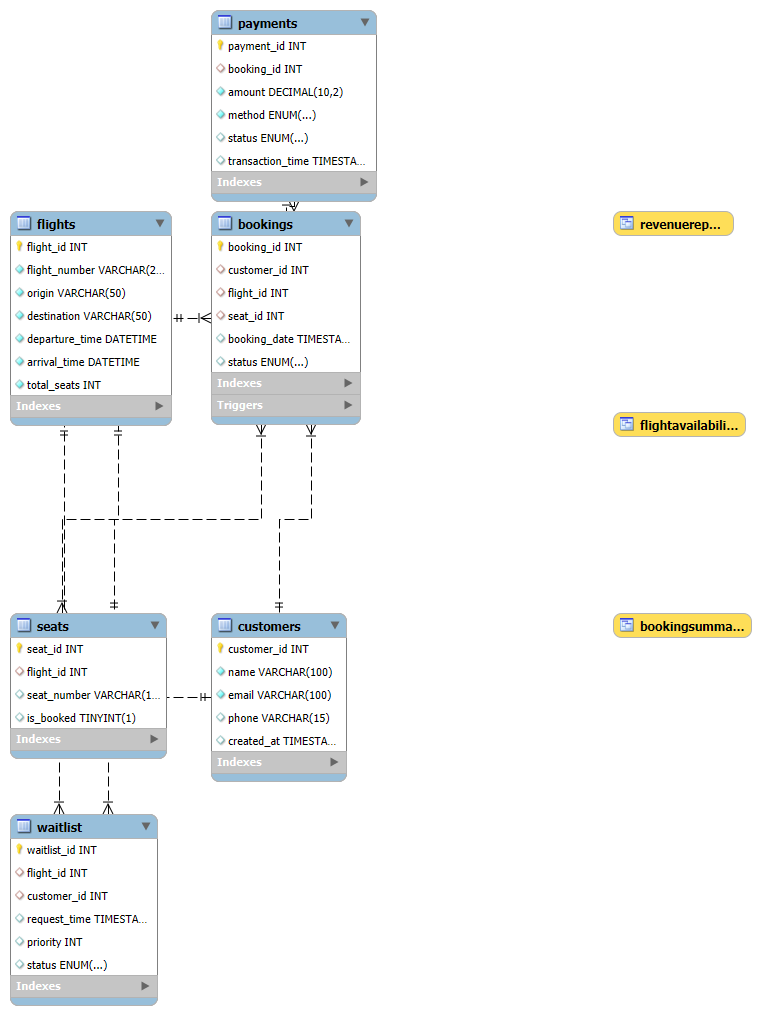 payments
payment_id INT
booking_id INT
amount DECIMAL(10,2)
method ENUM(...)
status ENUM(...)
transaction_time TIMESTA...
Indexes
flights
flight_id INT
flight_number VARCHAR(2...
origin VARCHAR(50)
destination VARCHAR(50)
departure_time DATETIME
arrival_time DATETIME
total_seats INT
Indexes
bookings
booking_id INT
customer_id INT
flight_id INT
seat_id INT
booking_date TIMESTA...
status ENUM(...)
Indexes
Triggers
revenuerep...
flightavailabili...
seats
seat_id INT
flight_id INT
seat_number VARCHAR(1...
is_booked TINYINT(1)
Indexes
customers
customer_id INT
name VARCHAR(100)
email VARCHAR(100)
phone VARCHAR(15)
created_at TIMESTA...
Indexes
bookingsumma...
waitlist
waitlist_id INT
flight_id INT
customer_id INT
request_time TIMESTA...
priority INT
status ENUM(...)
Indexes